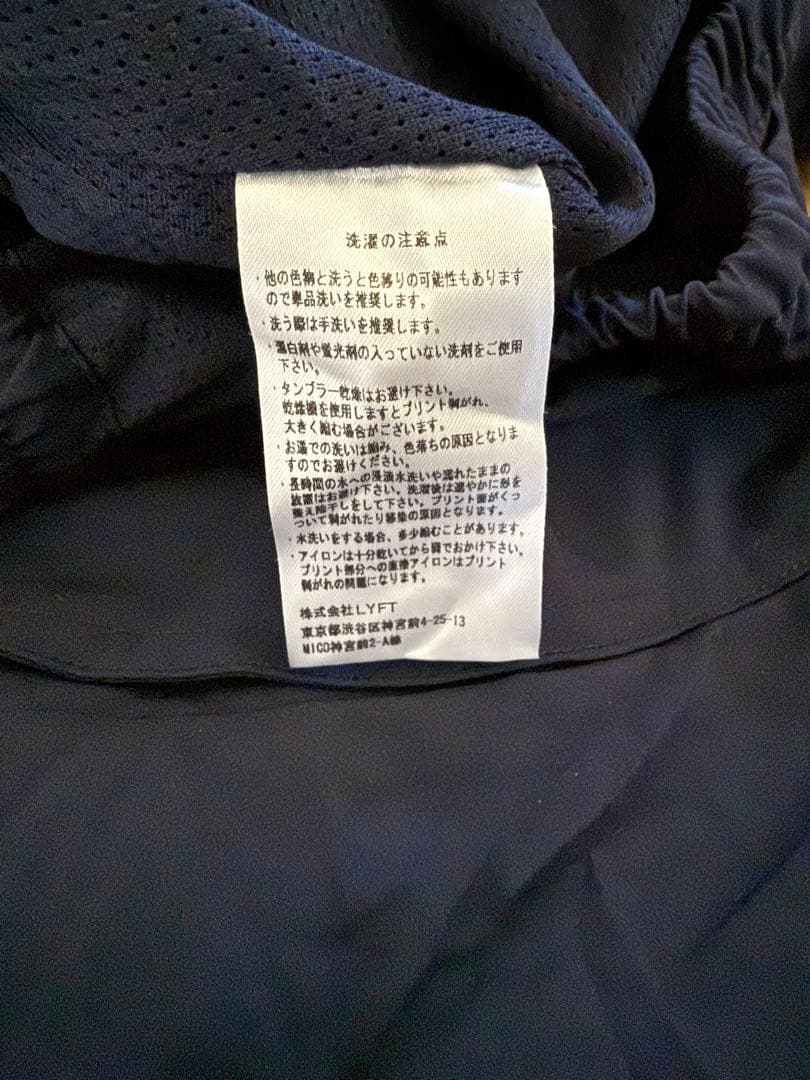 洗濯の注意点
・他の色物と洗うと色移りの可能性もあります
ので単品洗いを推奨します。
・洗う際は手洗いを推奨します。
・漂白剤や蛍光剤の入っていない洗剤をご使用
下さい。
・タンブラー乾燥はお避け下さい。
乾燥機を使用しますとプリント剥がれ、
大きく縮む場合がございます。
・お湯での洗いは縮み、色落ちの原因となりま
すのでお避けください。
・長時間の水への浸漬水洗いや濡れたままの
放置はお避け下さい。洗濯後は速やかに形を
整え陰干しをして下さい。プリント面がくっ
ついて剥がれたり移染の原因となります。
・水洗いをする場合、多少縮むことがあります。
・アイロンは十分乾いてから裏でおかけ下さい。
プリント部分への直接アイロンはプリント
剥がれの問題になります。
株式会社LYFT
東京都渋谷区神宮前4-25-13
MICO神宮前2-A